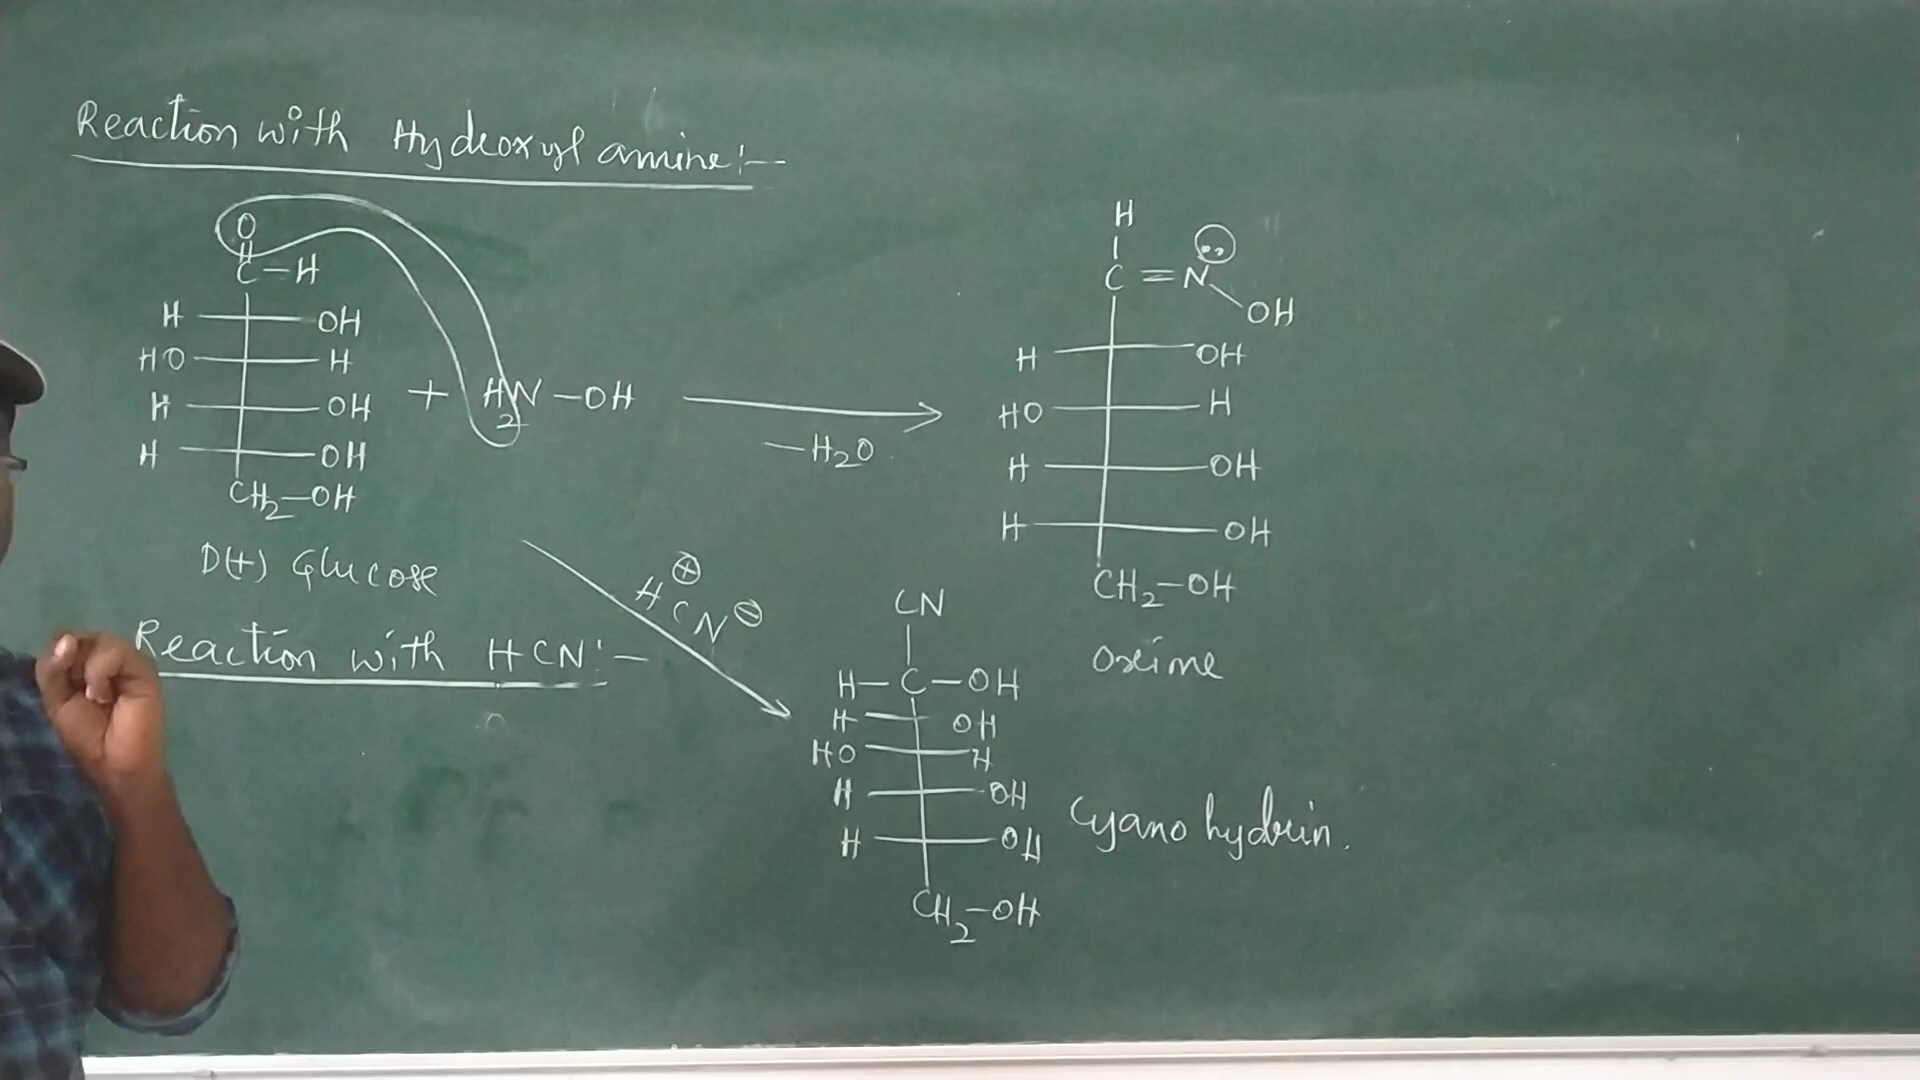 Reaction with Hydroxyl amine:—
O
||
C—H
H OH
HO H
H OH
H OH
CH2—OH
D(+) Glucose
+ H2N—OH
—H2O
H
|
C=N
OH
H OH
HO H
H OH
H OH
CH2—OH
Oxime
Reaction with HCN:—
H⊕ CN⊖
CN
|
H—C—OH
H OH
HO H
H OH
H OH
CH2—OH
Cyano hydrin.